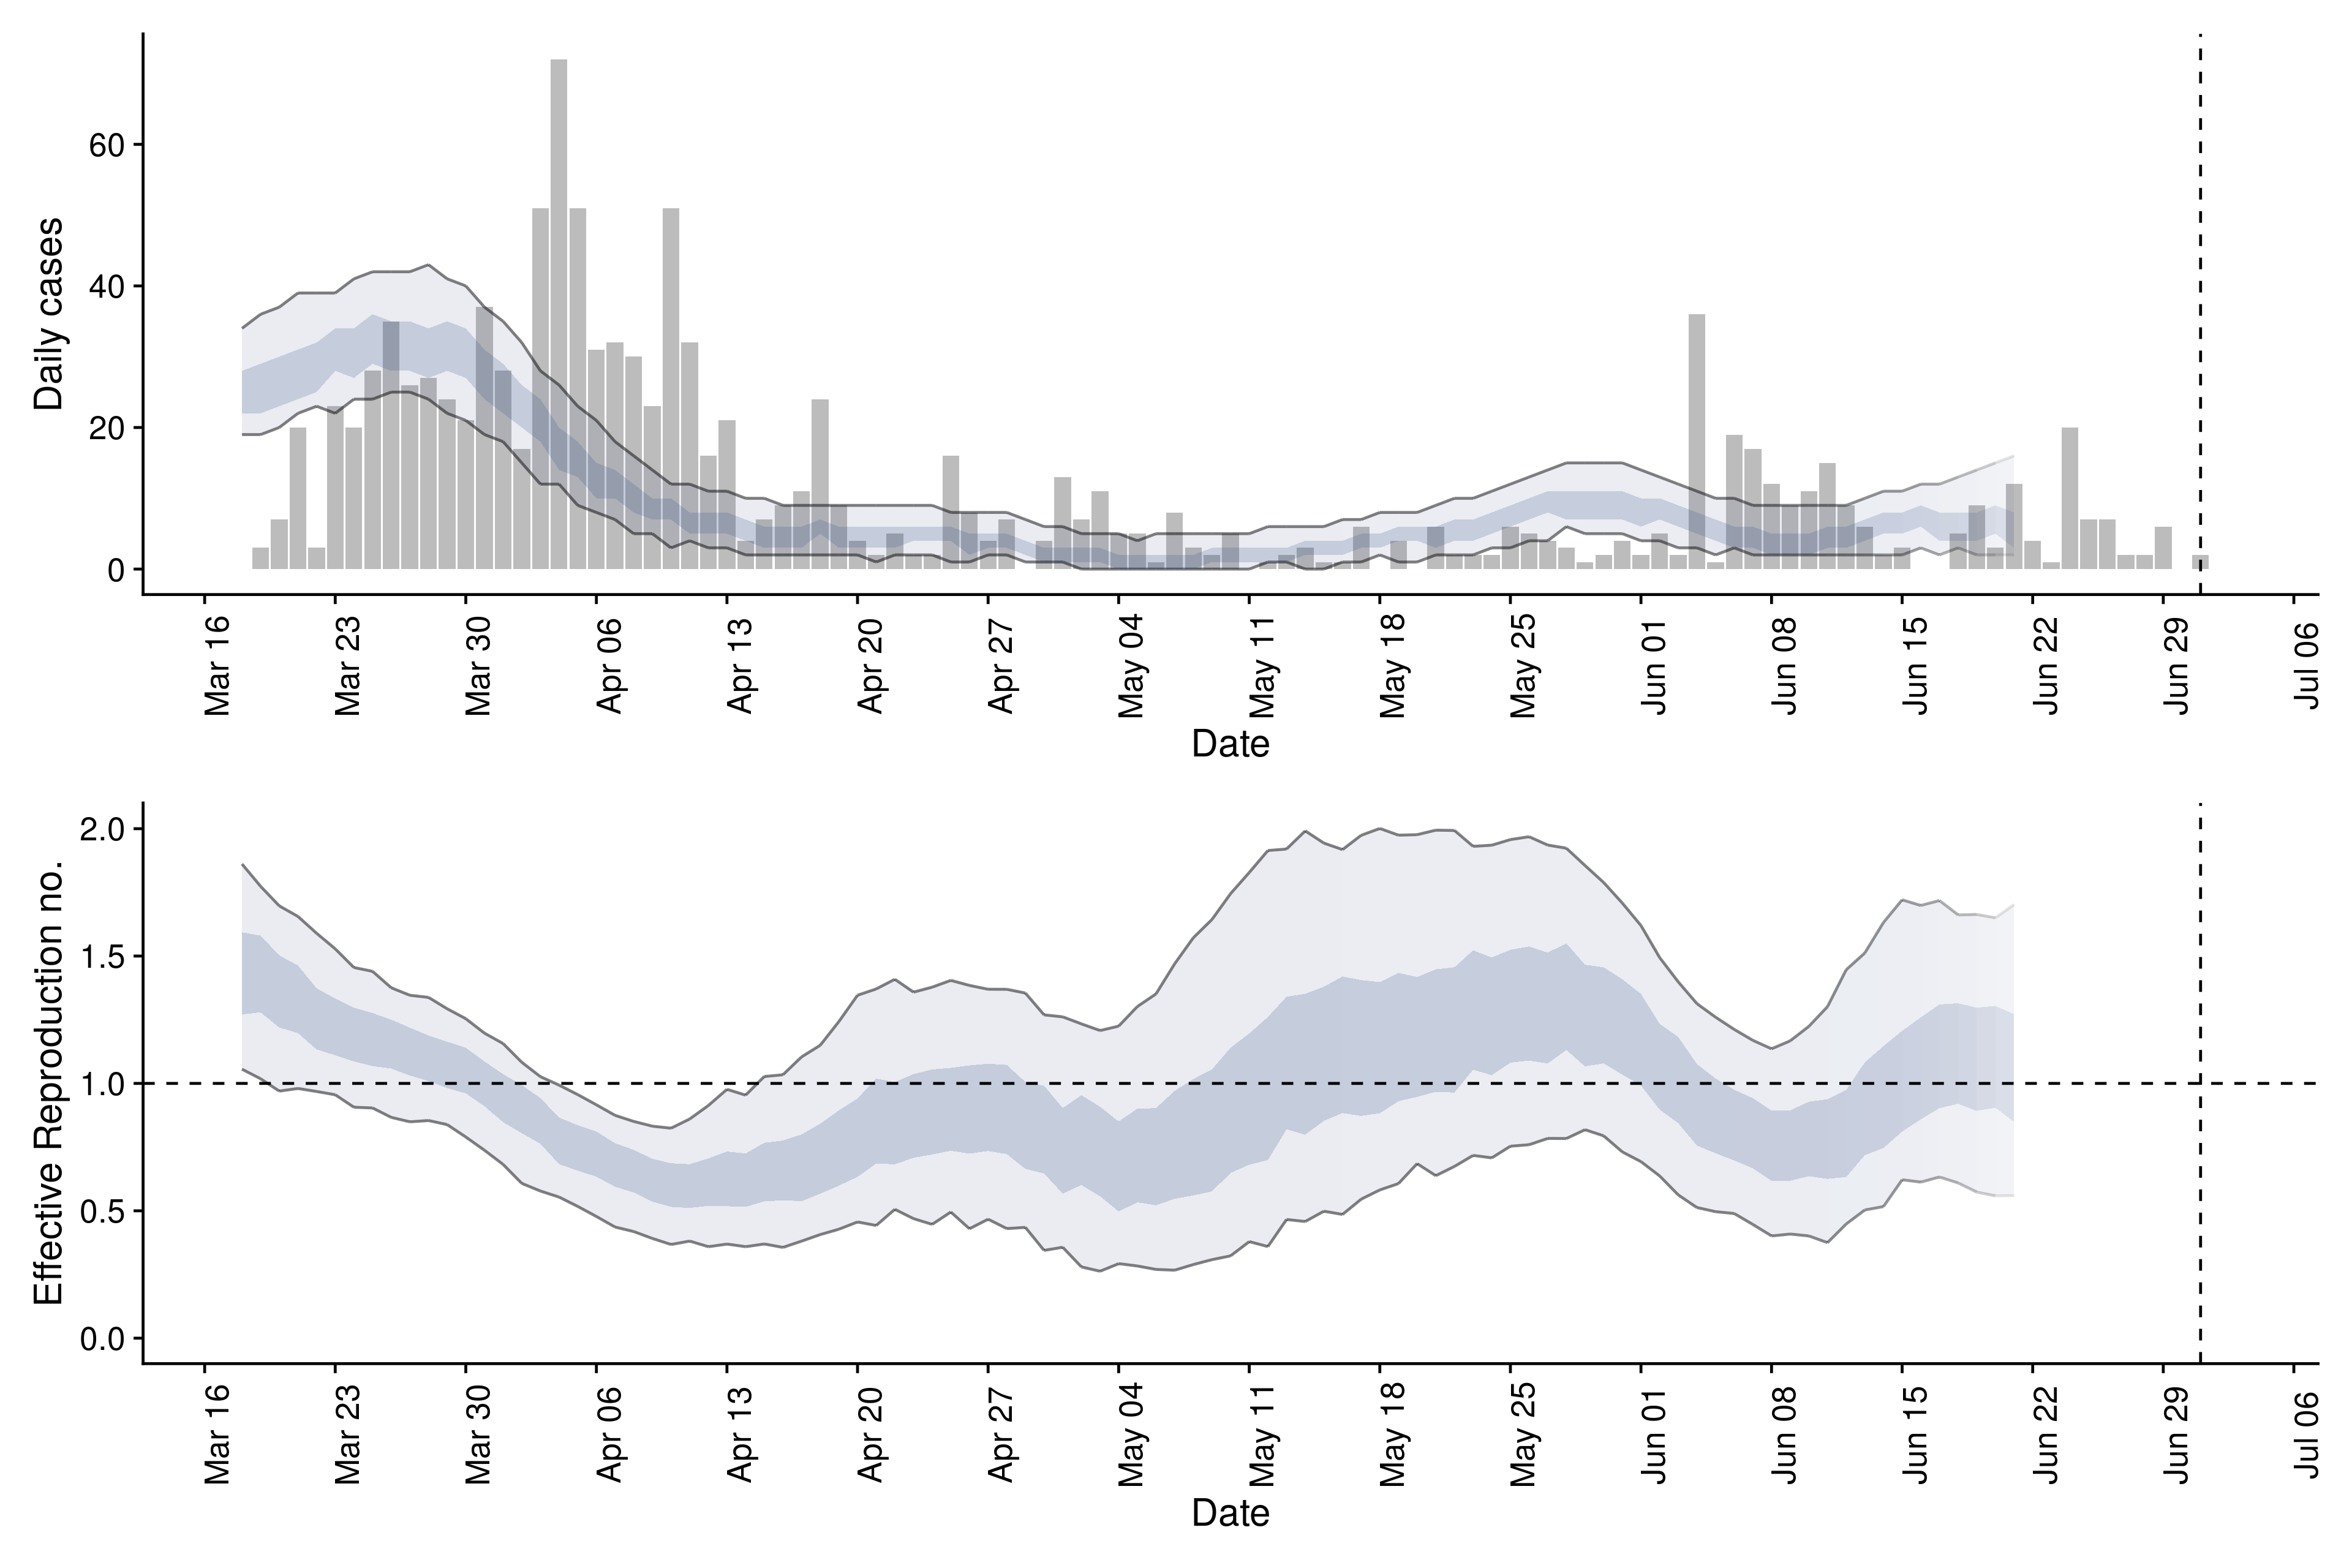 Daily cases
60
40
20
0
Mar 16
Mar 23
Mar 30
Apr 06
Apr 13
Apr 20
Apr 27
May 04
May 11
May 18
May 25
Jun 01
Jun 08
Jun 15
Jun 22
Jun 29
Jul 06
Date
Effective Reproduction no.
2.0
1.5
1.0
0.5
0.0
Mar 16
Mar 23
Mar 30
Apr 06
Apr 13
Apr 20
Apr 27
May 04
May 11
May 18
May 25
Jun 01
Jun 08
Jun 15
Jun 22
Jun 29
Jul 06
Date